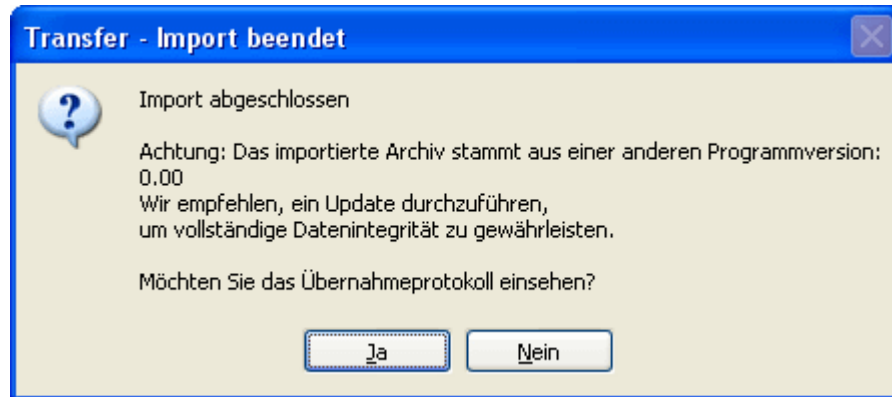 Transfer - Import beendet
Import abgeschlossen
Achtung: Das importierte Archiv stammt aus einer anderen Programmversion:
0.00
Wir empfehlen, ein Update durchzuführen,
um vollständige Datenintegrität zu gewährleisten.
Möchten Sie das Übernahmeprotokoll einsehen?
Ja
Nein